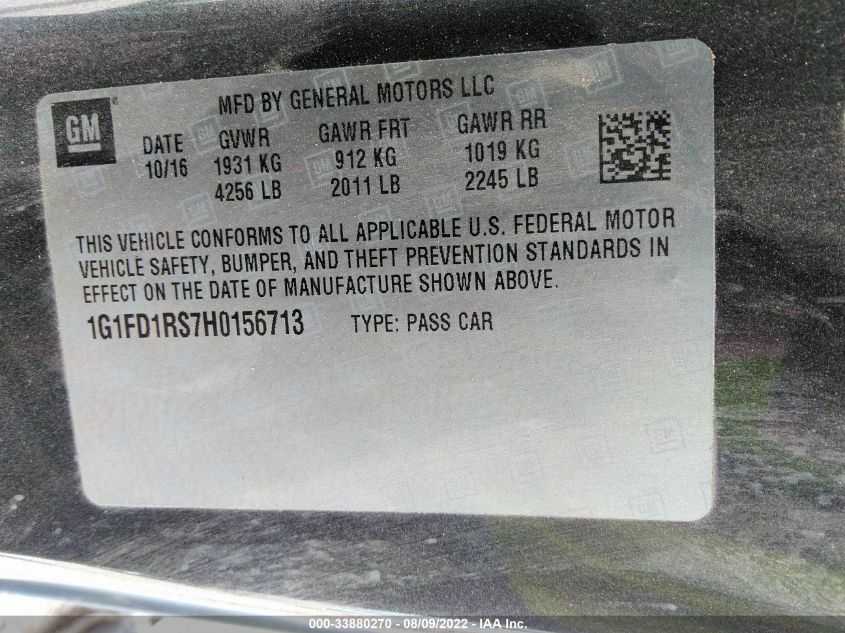 MFD BY GENERAL MOTORS LLC
GM
DATE GVWR GAWR FRT GAWR RR
10/16 1931 KG 912 KG 1019 KG
4256 LB 2011 LB 2245 LB
THIS VEHICLE CONFORMS TO ALL APPLICABLE U.S. FEDERAL MOTOR
VEHICLE SAFETY, BUMPER, AND THEFT PREVENTION STANDARDS IN
EFFECT ON THE DATE OF MANUFACTURE SHOWN ABOVE.
1G1FD1RS7H0156713 TYPE: PASS CAR
000-33880270 - 08/09/2022 - IAA Inc.